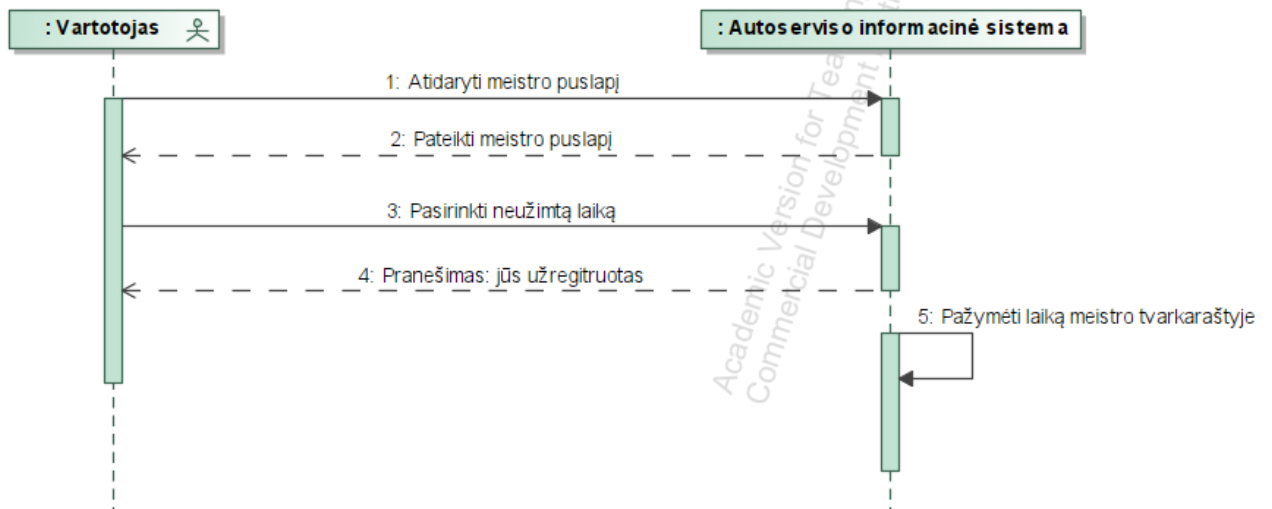 : Vartotojas
: Autoserviso informacinė sistema
1: Atidaryti meistro puslapį
2: Pateikti meistro puslapį
3: Pasirinkti neužimtą laiką
4: Pranešimas: jūs užregitruotas
5: Pažymėti laiką meistro tvarkaraštyje
Academic Version for Tea
Commercial Development